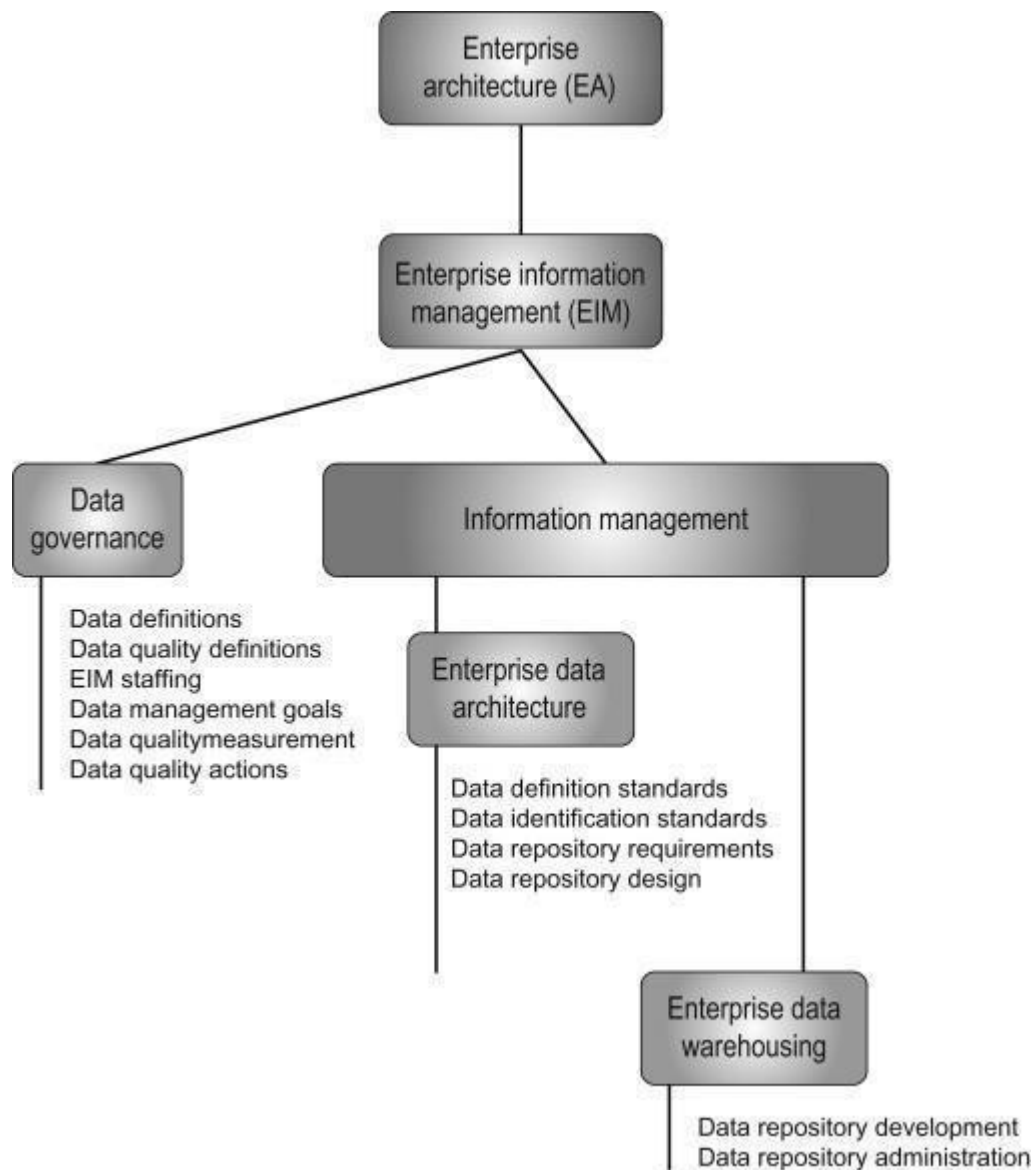 Enterprise
architecture (EA)
Enterprise information
management (EIM)
Data
governance
Information management
Data definitions
Data quality definitions
EIM staffing
Data management goals
Data qualitymeasurement
Data quality actions
Enterprise data
architecture
Data definition standards
Data identification standards
Data repository requirements
Data repository design
Enterprise data
warehousing
Data repository development
Data repository administration